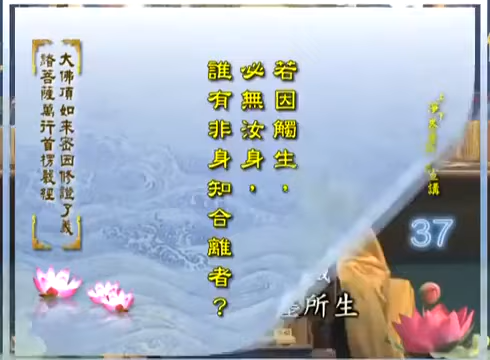 若因觸生，
必無汝身，
誰有非身知合離者？
大佛頂如來密因修證了義
諸菩薩萬行首楞嚴經
宣講
37
所生